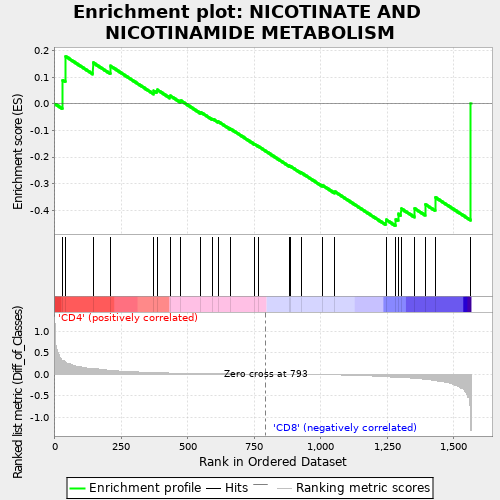 Enrichment plot: NICOTINATE AND
NICOTINAMIDE METABOLISM
Enrichment score (ES)
0.2
0.1
0.0
-0.1
-0.2
-0.3
-0.4
'CD4' (positively correlated)
Ranked list metric (Diff_of_Classes)
1.0
0.5
0.0
-0.5
-1.0
Zero cross at 793
'CD8' (negatively correlated)
0
250
500
750
1,000
1,250
1,500
Rank in Ordered Dataset
Enrichment profile
Hits
Ranking metric scores